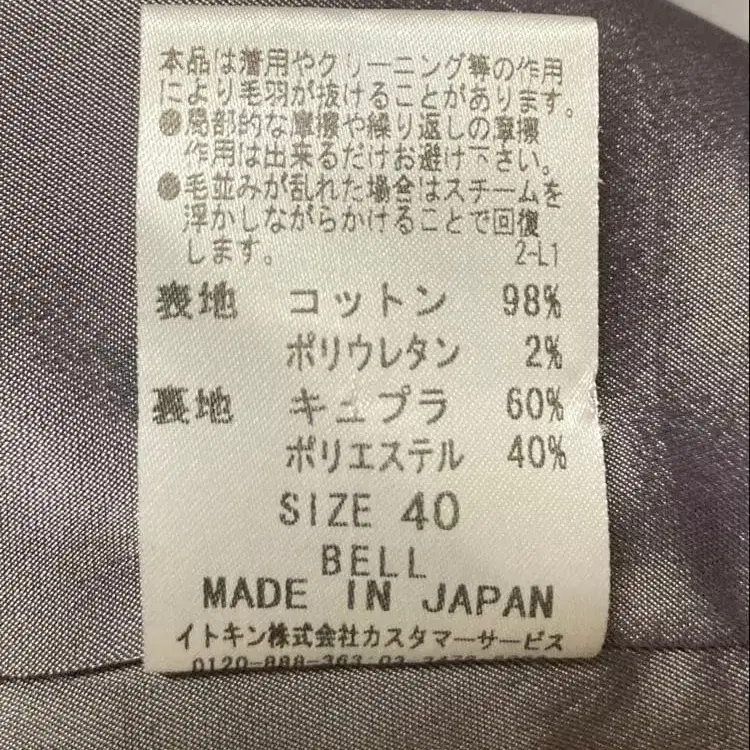 本品は着用やクリーニング等の作用
により毛羽が抜けることがあります。
●局部的な摩擦や繰り返しの摩擦
作用は出来るだけお避け下さい。
●毛並みが乱れた場合はスチームを
浮かしながらかけることで回復
します。 2-L1
表地 コットン 98%
ポリウレタン 2%
裏地 キュプラ 60%
ポリエステル 40%
SIZE 40
BELL
MADE IN JAPAN
イトキン株式会社カスタマーサービス
0120-888-363